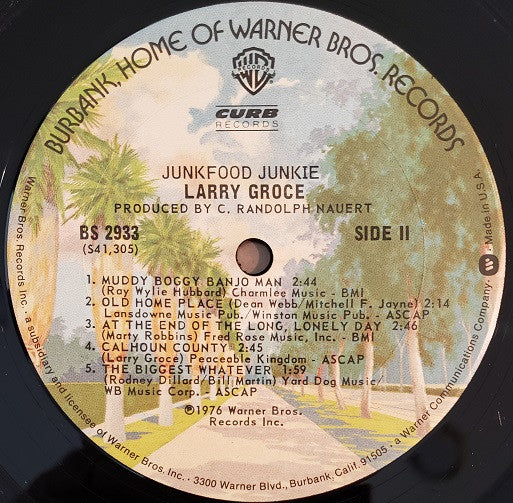 BURBANK, HOME OF WARNER BROS. RECORDS
WB
RECORDS
CURB
RECORDS
JUNKFOOD JUNKIE
LARRY GROCE
PRODUCED BY C. RANDOLPH NAUERT
BS 2933
(S41,305)
SIDE II
1. MUDDY BOGGY BANJO MAN 2:44
(Ray Wylie Hubbard) Charmlee Music - BMI
2. OLD HOME PLACE (Dean Webb/Mitchell F. Jayne) 2:14
Lansdowne Music Pub./Winston Music Pub. - ASCAP
3. AT THE END OF THE LONG, LONELY DAY 2:46
(Marty Robbins) Fred Rose Music, Inc. - BMI
4. CALHOUN COUNTY 2:45
(Larry Groce) Peaceable Kingdom - ASCAP
5. THE BIGGEST WHATEVER 1:59
(Rodney Dillard/Bill Martin) Yard Dog Music/
WB Music Corp. - ASCAP
℗1976 Warner Bros.
Records Inc.
Warner Bros. Records Inc. · a subsidiary and licensee of Warner Bros. Inc. · 3300 Warner Blvd., Burbank, Calif. 91505 · a Warner Communications Company · Made in U.S.A.